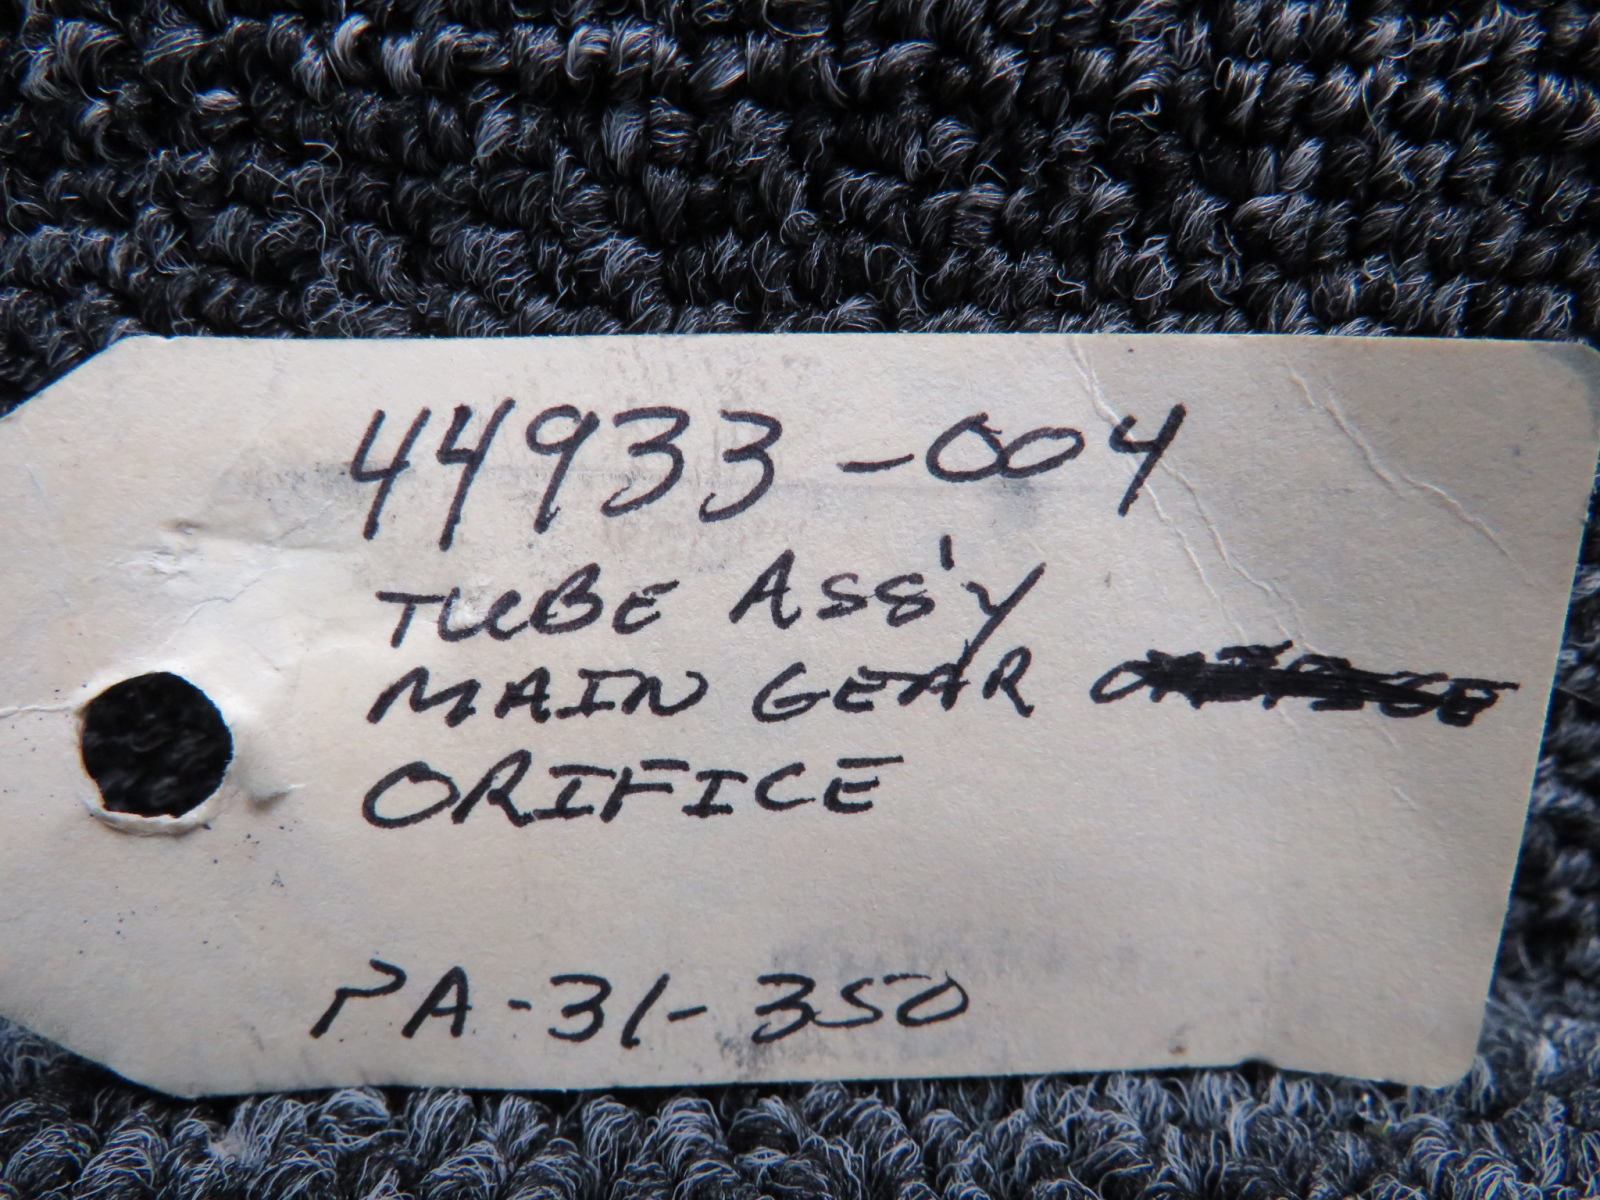 44933-004
TUBE ASS'Y
MAIN GEAR
ORIFICE
PA-31-350